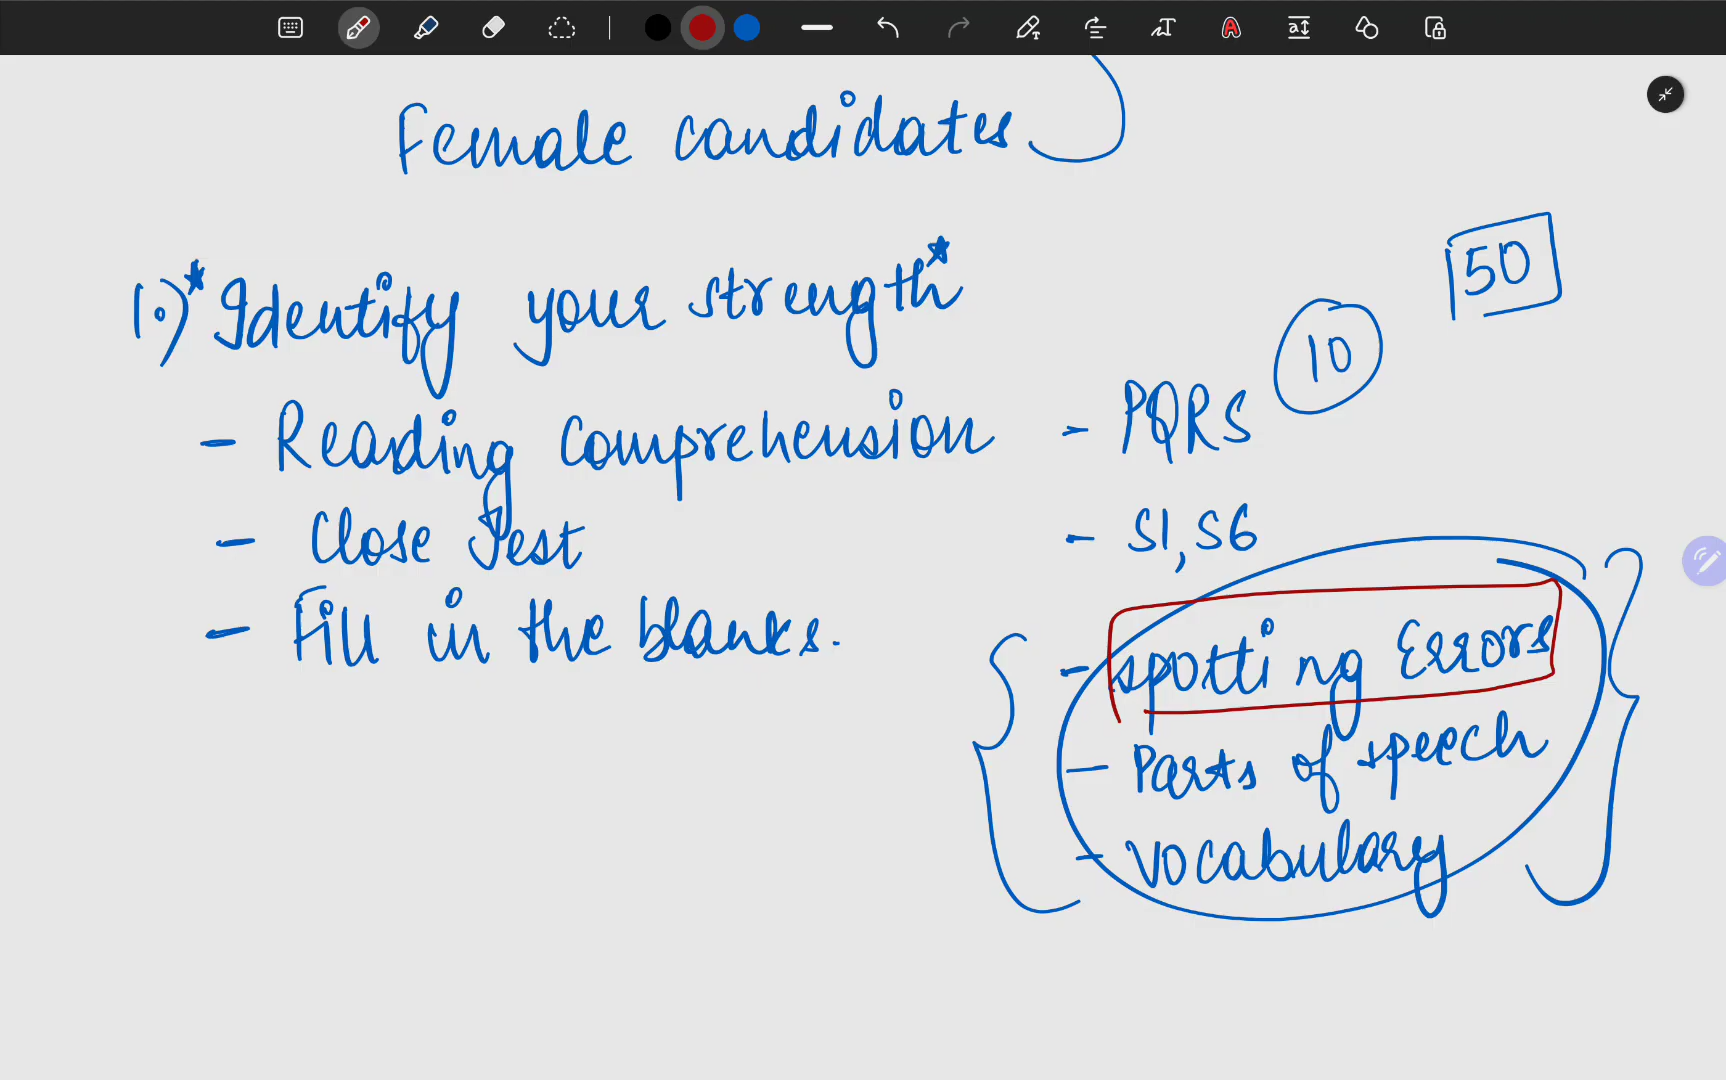 Female candidates
50
1.) *Identify your strength*
10
- Reading Comprehension
- PQRS
- Close Test
- S1, S6
- Fill in the blanks.
- spotting Errors
- Parts of speech
- vocabulary